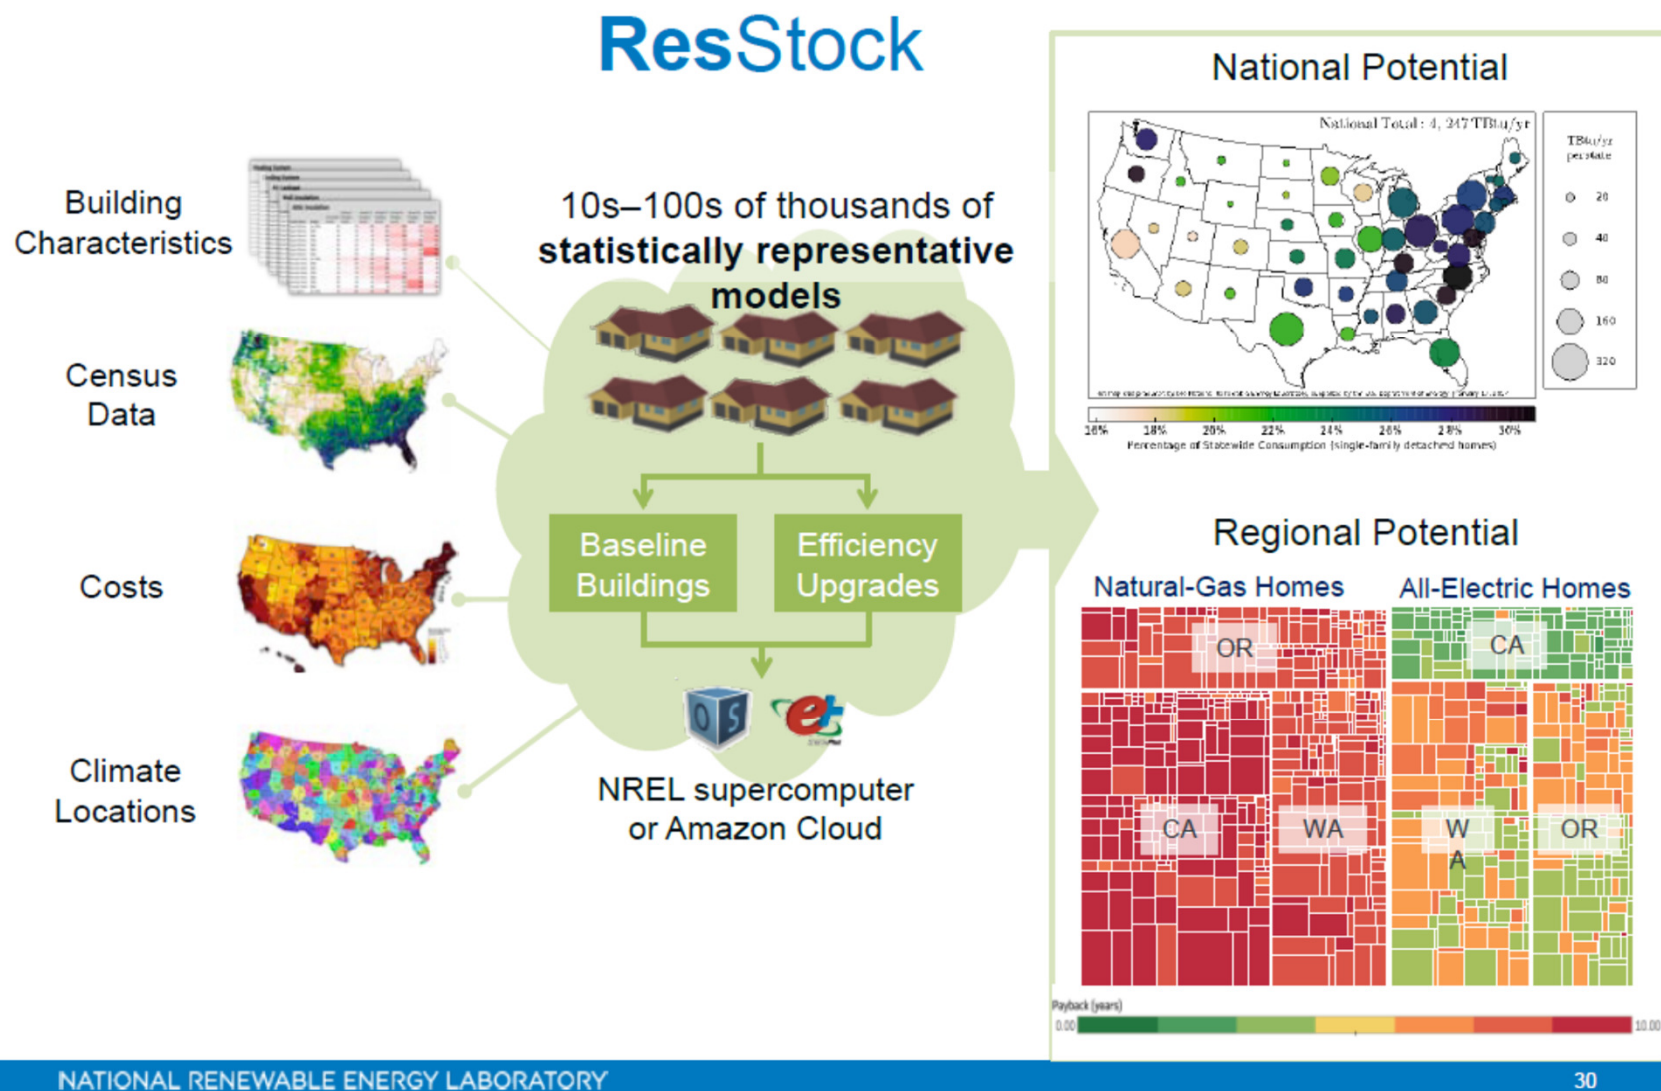 ResStock
Building
Characteristics
Census
Data
Costs
Climate
Locations
10s–100s of thousands of
statistically representative
models
Baseline
Buildings
Efficiency
Upgrades
OS
et
NREL supercomputer
or Amazon Cloud
National Potential
National Total : 4, 247 TBtu/yr
TBtu/yr
per state
20
40
80
160
320
16% 18% 20% 22% 24% 26% 28% 30%
Percentage of Statewide Consumption (single-family detached homes)
Regional Potential
Natural-Gas Homes
All-Electric Homes
OR
CA
CA
WA
W
A
OR
Payback (years)
0.00
10.00
NATIONAL RENEWABLE ENERGY LABORATORY
30